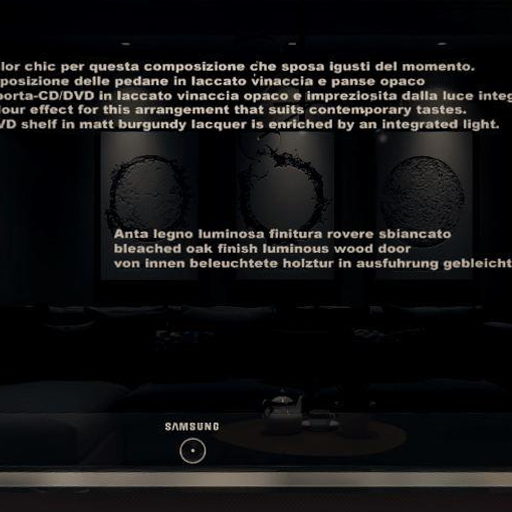 lor chic per questa composizione che sposa igusti del momento.
posizione delle pedane in laccato vinaccia e panse opaco
porta-CD/DVD in laccato vinaccia opaco e impreziosita dalla luce integ
our effect for this arrangement that suits contemporary tastes.
VD shelf in matt burgundy lacquer is enriched by an integrated light.
Anta legno luminosa finitura rovere sbiancato
bleached oak finish luminous wood door
von innen beleuchtete holztur in ausfuhrung gebleicht
SAMSUNG